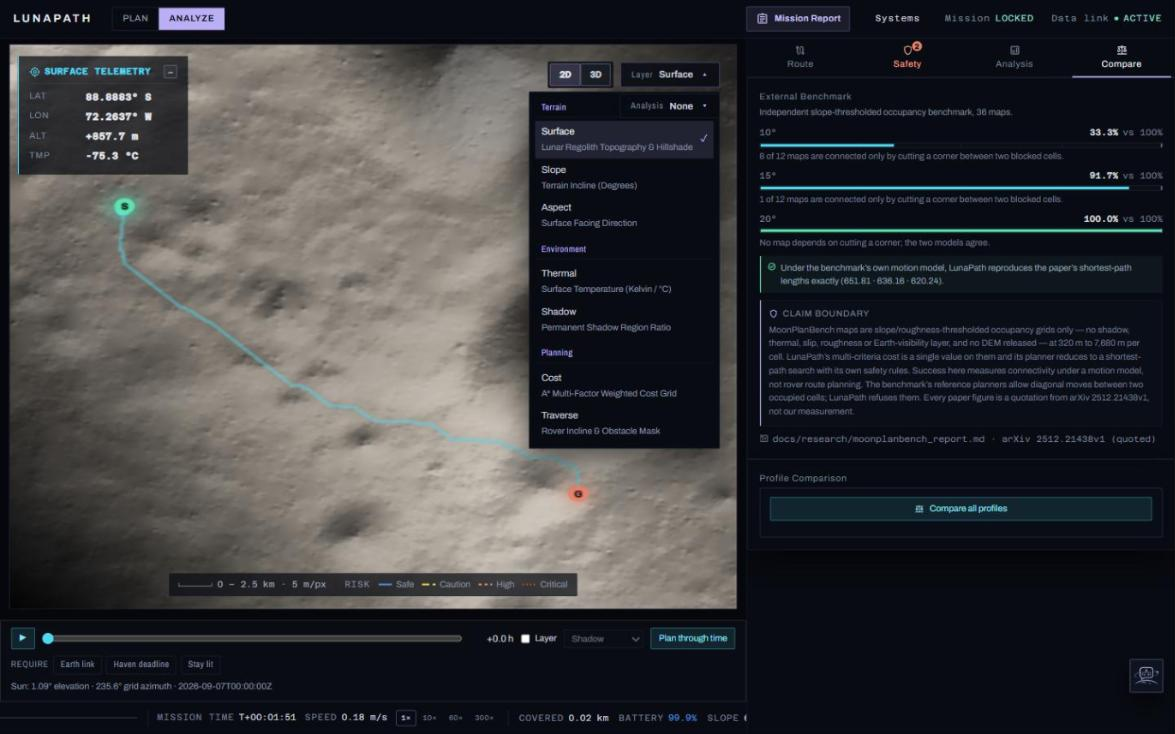 LUNAPATH
PLAN
ANALYZE
Mission Report
Systems
Mission LOCKED
Data link ACTIVE
SURFACE TELEMETRY
LAT 88.8883° S
LON 72.2637° W
ALT +857.7 m
TMP -75.3 °C
2D
3D
Layer Surface
Terrain
Analysis None
Surface
Lunar Regolith Topography & Hillshade
Slope
Terrain Incline (Degrees)
Aspect
Surface Facing Direction
Environment
Thermal
Surface Temperature (Kelvin / °C)
Shadow
Permanent Shadow Region Ratio
Planning
Cost
A* Multi-Factor Weighted Cost Grid
Traverse
Rover Incline & Obstacle Mask
S
G
0 – 2.5 km · 5 m/px RISK Safe Caution High Critical
+0.0 h
Layer
Shadow
Plan through time
REQUIRE Earth link Haven deadline Stay lit
Sun: 1.09° elevation · 235.6° grid azimuth · 2026-09-07T00:00:00Z
MISSION TIME T+00:01:51 SPEED 0.18 m/s 1× 10× 60× 300× COVERED 0.02 km BATTERY 99.9% SLOPE
Route
Safety 2
Analysis
Compare
External Benchmark
Independent slope-thresholded occupancy benchmark, 36 maps.
10° 33.3% vs 100%
8 of 12 maps are connected only by cutting a corner between two blocked cells.
15° 91.7% vs 100%
1 of 12 maps are connected only by cutting a corner between two blocked cells.
20° 100.0% vs 100%
No map depends on cutting a corner; the two models agree.
Under the benchmark's own motion model, LunaPath reproduces the paper's shortest-path
lengths exactly (651.81 · 636.16 · 620.24).
CLAIM BOUNDARY
MoonPlanBench maps are slope/roughness-thresholded occupancy grids only — no shadow,
thermal, slip, roughness or Earth-visibility layer, and no DEM released — at 320 m to 7,680 m per
cell. LunaPath's multi-criteria cost is a single value on them and its planner reduces to a shortest-
path search with its own safety rules. Success here measures connectivity under a motion model,
not rover route planning. The benchmark's reference planners allow diagonal moves between two
occupied cells; LunaPath refuses them. Every paper figure is a quotation from arXiv 2512.21438v1,
not our measurement.
docs/research/moonplanbench_report.md · arXiv 2512.21438v1 (quoted)
Profile Comparison
Compare all profiles